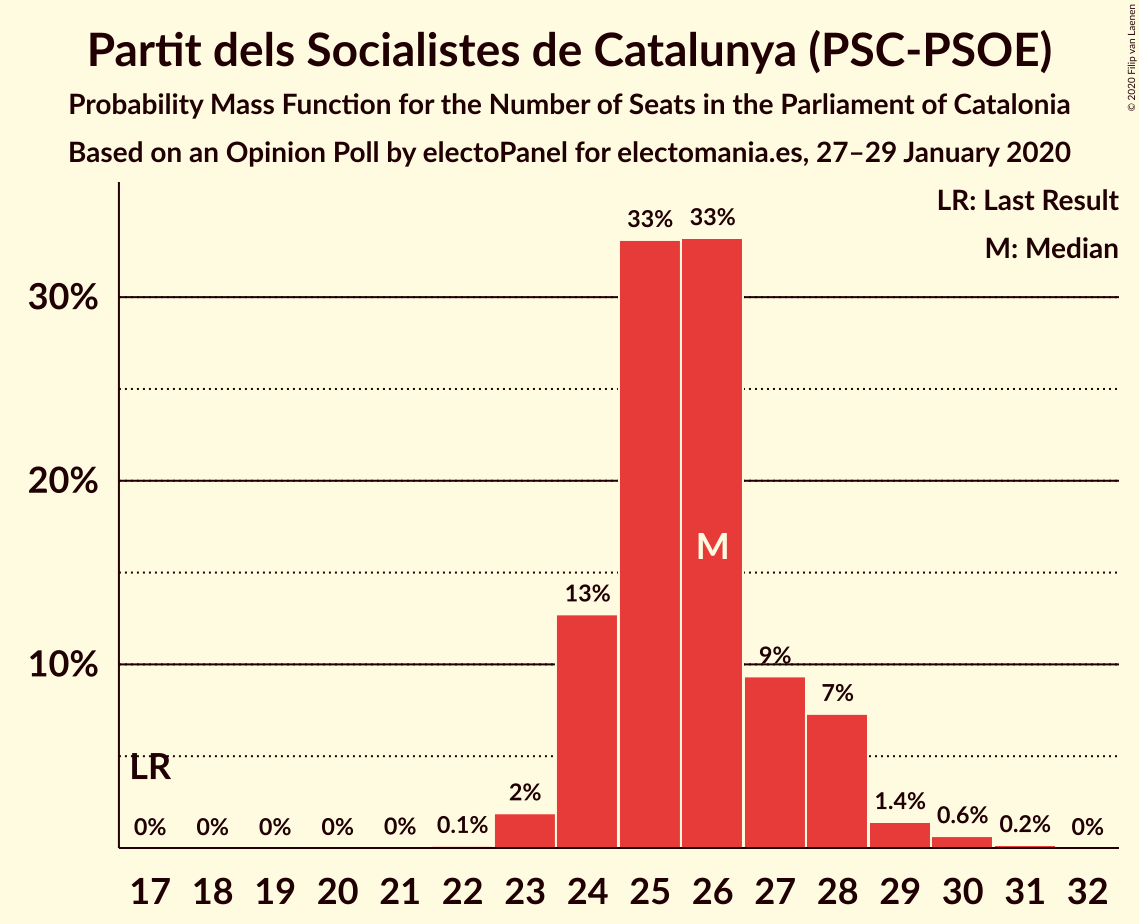 Partit dels Socialistes de Catalunya (PSC-PSOE)
Probability Mass Function for the Number of Seats in the Parliament of Catalonia
Based on an Opinion Poll by electoPanel for electomania.es, 27–29 January 2020
© 2020 Filip van Laenen
LR: Last Result
M: Median
33% 33%
30%
20%
M
13%
10%
9%
7%
LR
2%
1.4%
0% 0% 0% 0% 0% 0.1% 0.6% 0.2% 0%
17 18 19 20 21 22 23 24 25 26 27 28 29 30 31 32